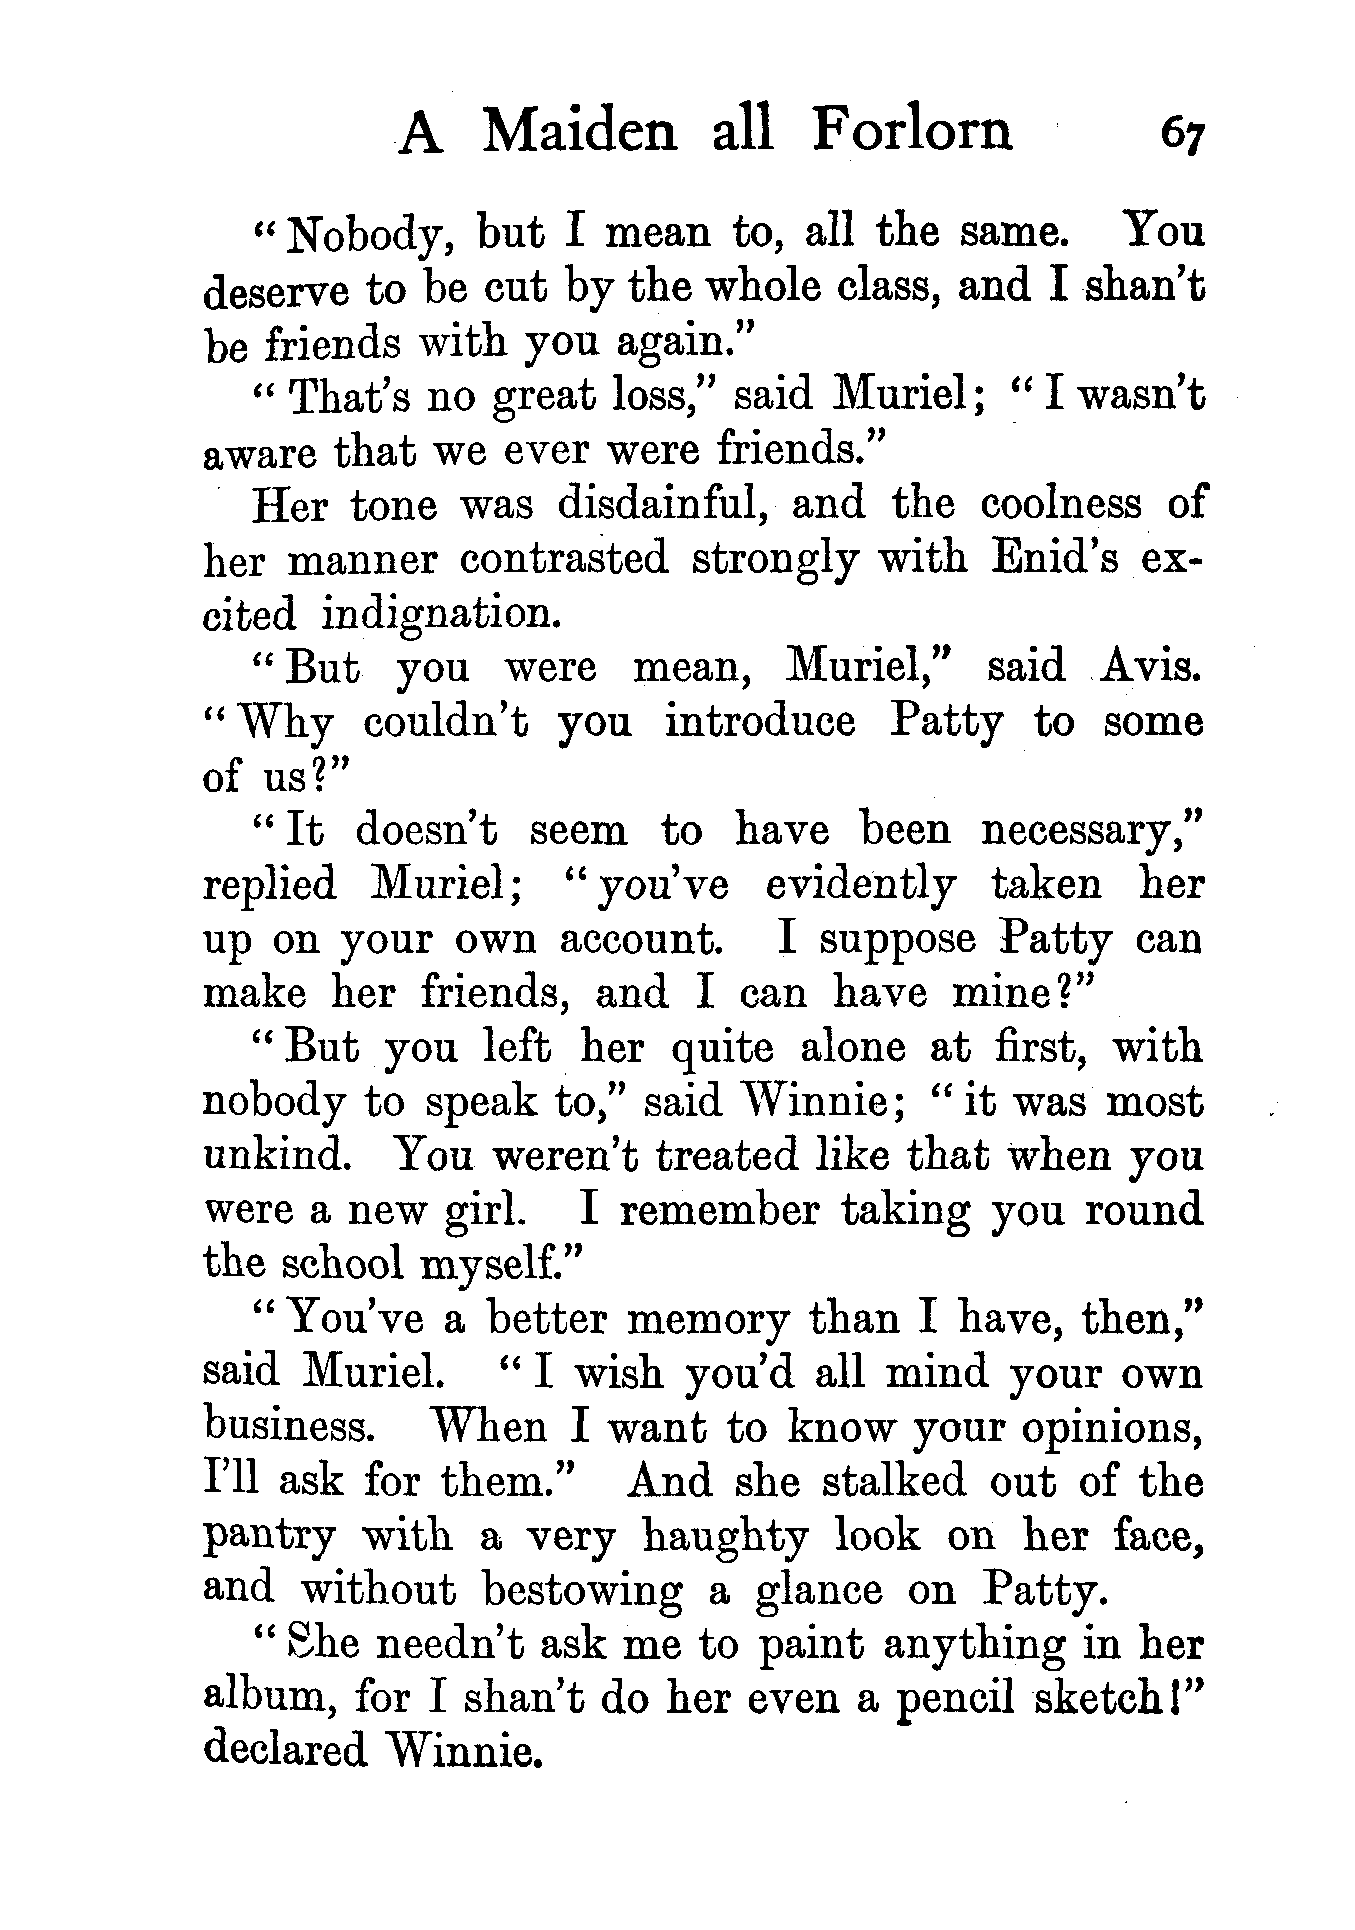 A Maiden all Forlorn 67
“Nobody, but I mean to, all the same. You
deserve to be cut by the whole class, and I shan’t
be friends with you again.”
“That’s no great loss,” said Muriel; “I wasn’t
aware that we ever were friends.”
Her tone was disdainful, and the coolness of
her manner contrasted strongly with Enid’s ex-
cited indignation.
“But you were mean, Muriel,” said Avis.
“Why couldn’t you introduce Patty to some
of us?”
“It doesn’t seem to have been necessary,”
replied Muriel; “you’ve evidently taken her
up on your own account. I suppose Patty can
make her friends, and I can have mine?”
“But you left her quite alone at first, with
nobody to speak to,” said Winnie; “it was most
unkind. You weren’t treated like that when you
were a new girl. I remember taking you round
the school myself.”
“You’ve a better memory than I have, then,”
said Muriel. “I wish you’d all mind your own
business. When I want to know your opinions,
I’ll ask for them.” And she stalked out of the
pantry with a very haughty look on her face,
and without bestowing a glance on Patty.
“She needn’t ask me to paint anything in her
album, for I shan’t do her even a pencil sketch!”
declared Winnie.